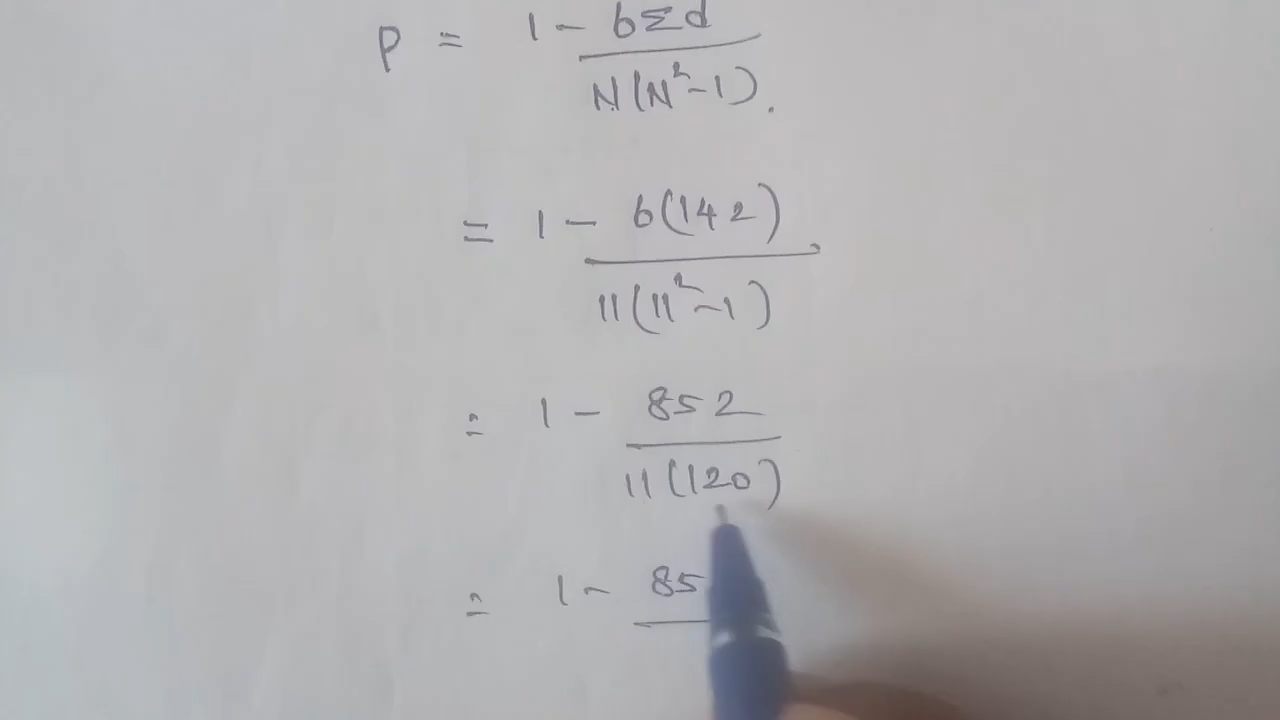 P = 1 - 6Σd
N(N²-1).
= 1 - 6(142)
11(11²-1)
= 1 - 852
11(120)
= 1 - 85